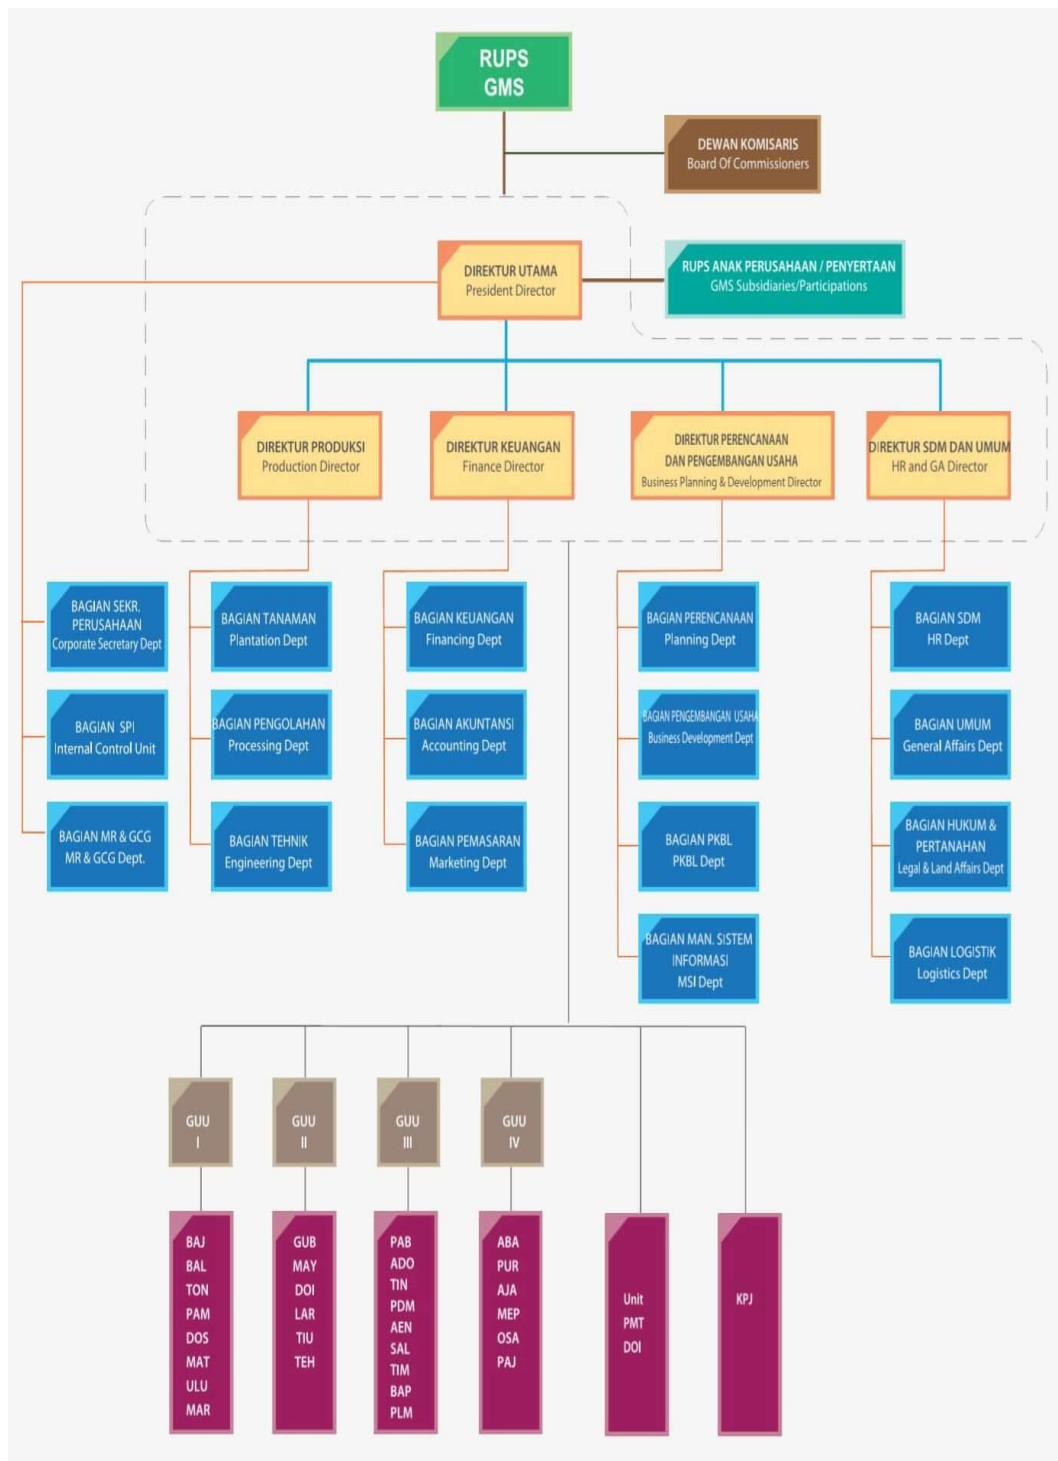 RUPS
GMS
DEWAN KOMISARIS
Board Of Commissioners
DIREKTUR UTAMA
President Director
RUPS ANAK PERUSAHAAN / PENYERTAAN
GMS Subsidiaries/Participations
DIREKTUR PRODUKSI
Production Director
DIREKTUR KEUANGAN
Finance Director
DIREKTUR PERENCANAAN
DAN PENGEMBANGAN USAHA
Business Planning & Development Director
DIREKTUR SDM DAN UMUM
HR and GA Director
BAGIAN SEKR.
PERUSAHAAN
Corporate Secretary Dept
BAGIAN TANAMAN
Plantation Dept
BAGIAN KEUANGAN
Financing Dept
BAGIAN PERENCANAAN
Planning Dept
BAGIAN SDM
HR Dept
BAGIAN SPI
Internal Control Unit
BAGIAN PENGOLAHAN
Processing Dept
BAGIAN AKUNTANSI
Accounting Dept
BAGIAN PENGEMBANGAN USAHA
Business Development Dept
BAGIAN UMUM
General Affairs Dept
BAGIAN MR & GCG
MR & GCG Dept.
BAGIAN TEHNIK
Engineering Dept
BAGIAN PEMASARAN
Marketing Dept
BAGIAN PKBL
PKBL Dept
BAGIAN HUKUM &
PERTANAHAN
Legal & Land Affairs Dept
BAGIAN MAN. SISTEM
INFORMASI
MSI Dept
BAGIAN LOGISTIK
Logistics Dept
GUU
I
GUU
II
GUU
III
GUU
IV
BAJ
BAL
TON
PAM
DOS
MAT
ULU
MAR
GUB
MAY
DOI
LAR
TIU
TEH
PAB
ADO
TIN
PDM
AEN
SAL
TIM
BAP
PLM
ABA
PUR
AJA
MEP
OSA
PAJ
Unit
PMT
DOI
KPJ